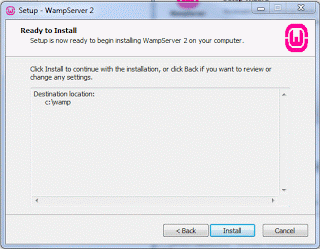 Setup - WampServer 2
Ready to Install
Setup is now ready to begin installing WampServer 2 on your computer.
Click Install to continue with the installation, or click Back if you want to review or
change any settings.
Destination location:
c:\wamp
< Back
Install
Cancel